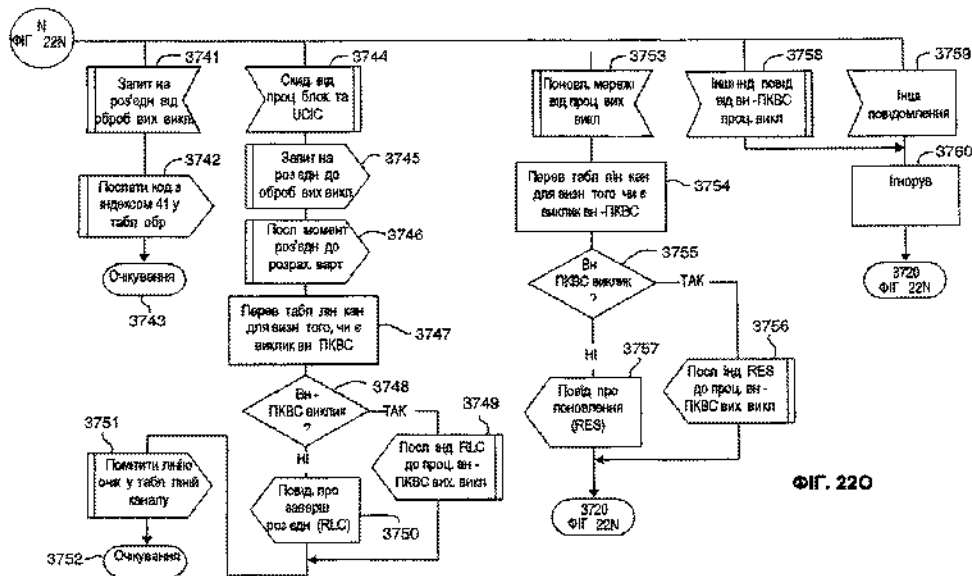 N
ФІГ 22N
3741
Запит на
роз'єдн від
оброб вих викл.
3742
Послати код з
індексом 41 у
табл обр
Очікування
3743
3744
Скид. від
проц блок. та
UCIC
3745
Запит на
роз'єдн до
оброб вих викл.
3746
Посл момент
роз'єдн до
розрах. варт
Перев табл лін кан
для визн того, чи є
виклик вн ПКВС
3747
3748
Вн -
ПКВС виклик
?
ТАК
НІ
3749
Посл інд RLC
до проц. вн -
ПКВС вих. викл
Повід. про
заверш
роз'єдн (RLC)
3750
3751
Помітити лінію
очік у табл. ліній
каналу
3752
Очікування
3753
Поновл. мережі
від проц. вих
викл
Перев табл лін кан
для визн того чи є
виклик вн -ПКВС
3754
3755
Вн
ПКВС виклик
?
ТАК
НІ
3756
Посл інд RES
до проц. вн -
ПКВС вих. викл
3757
Повід про
поновлення
(RES)
3720
ФІГ 22N
3758
Інш інд повід
від вн -ПКВС
проц. викл
3759
Інша
повідомлення
3760
Ігнорув
3720
ФІГ 22N
ФІГ. 22O